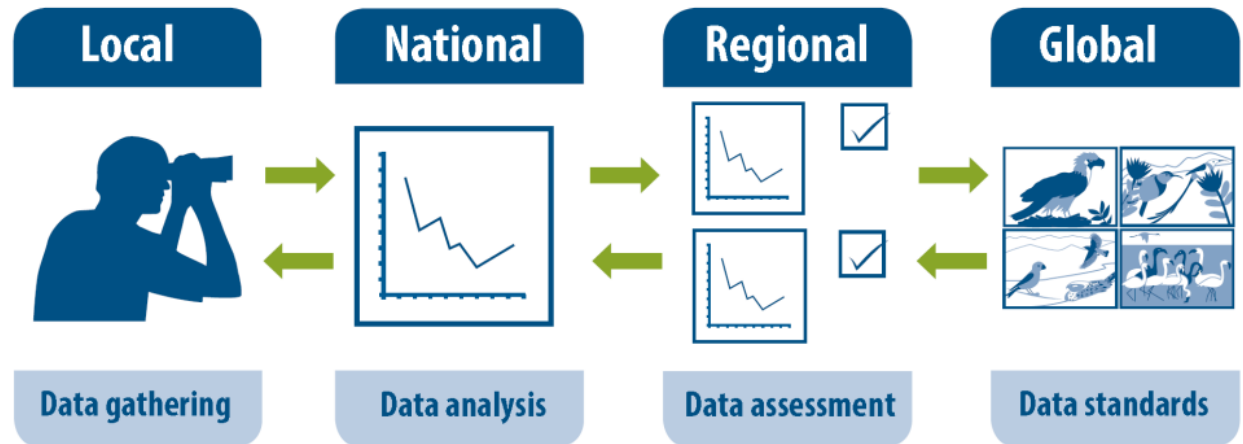 Local
National
Regional
Global
Data gathering
Data analysis
Data assessment
Data standards